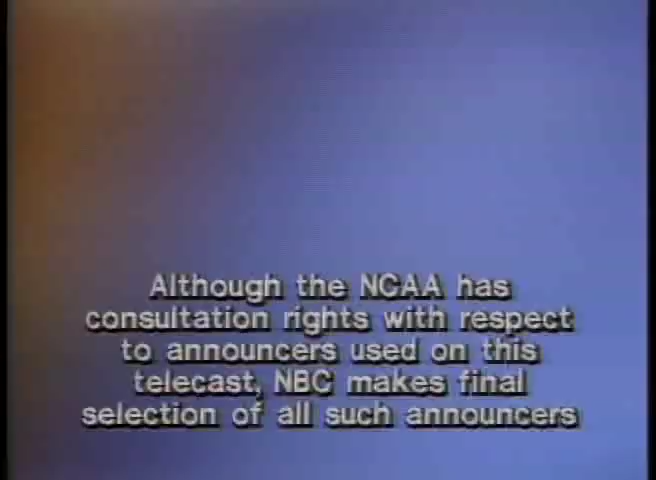 Although the NCAA has
consultation rights with respect
to announcers used on this
telecast, NBC makes final
selection of all such announcers